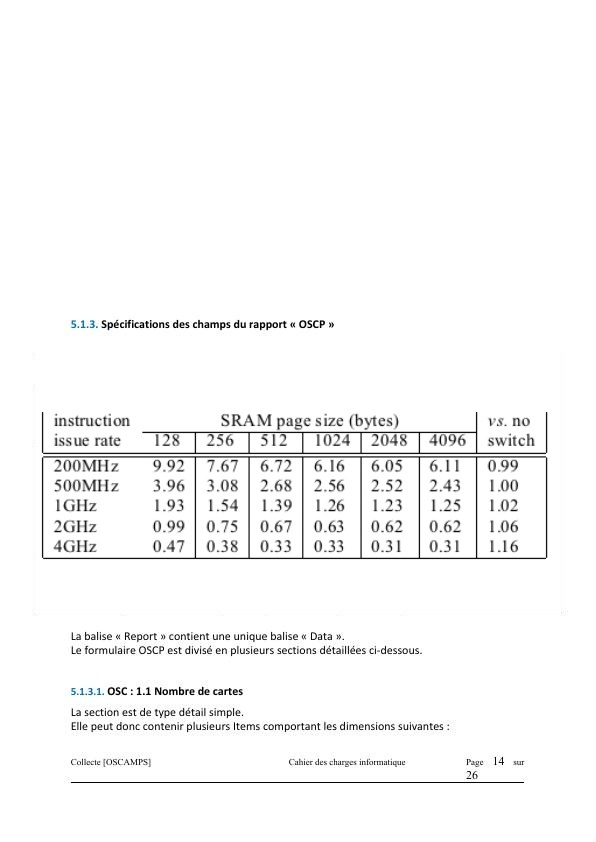 5.1.3. Spécifications des champs du rapport « OSCP »
instruction SRAM page size (bytes) vs. no
issue rate 128 256 512 1024 2048 4096 switch
200MHz 9.92 7.67 6.72 6.16 6.05 6.11 0.99
500MHz 3.96 3.08 2.68 2.56 2.52 2.43 1.00
1GHz 1.93 1.54 1.39 1.26 1.23 1.25 1.02
2GHz 0.99 0.75 0.67 0.63 0.62 0.62 1.06
4GHz 0.47 0.38 0.33 0.33 0.31 0.31 1.16
La balise « Report » contient une unique balise « Data ».
Le formulaire OSCP est divisé en plusieurs sections détaillées ci-dessous.
5.1.3.1. OSC : 1.1 Nombre de cartes
La section est de type détail simple.
Elle peut donc contenir plusieurs Items comportant les dimensions suivantes :
Collecte [OSCAMPS] Cahier des charges informatique Page 14 sur
26